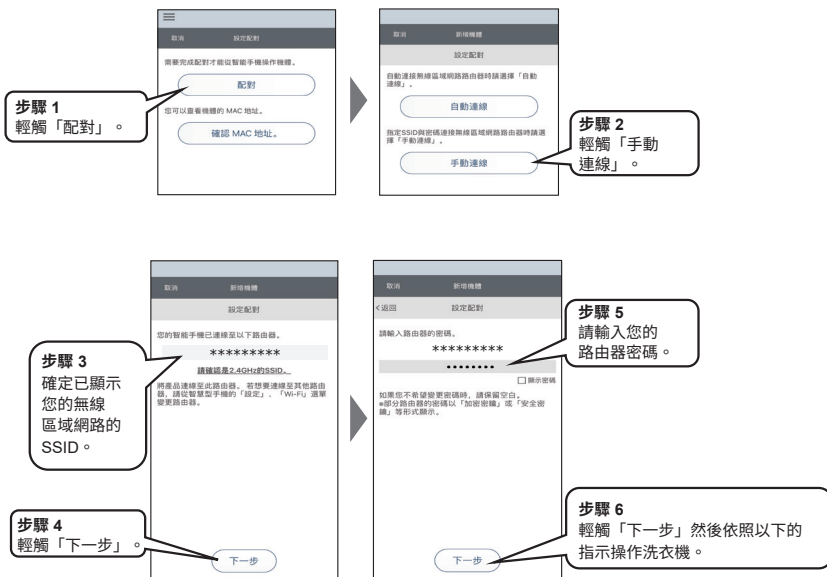 取消 設定配對
需要完成配對才能從智能手機操作機體。
配對
您可以查看機體的 MAC 地址。
確認 MAC 地址。
步驟 1
輕觸「配對」。
取消 新增機體
設定配對
自動連接無線區域網路路由器時請選擇「自動
連線」。
自動連線
指定SSID與密碼連接無線區域網路路由器時請選
擇「手動連線」。
手動連線
步驟 2
輕觸「手動
連線」。
取消 新增機體
設定配對
您的智能手機已連線至以下路由器。
*********
請確認是2.4GHz的SSID。
將產品連線至此路由器。若想要連線至其他路由
器，請從智慧型手機的「設定」、「Wi-Fi」選單
變更路由器。
下一步
步驟 3
確定已顯示
您的無線
區域網路的
SSID。
步驟 4
輕觸「下一步」。
取消 新增機體
<返回 設定配對
請輸入路由器的密碼。
*********
••••••••
顯示密碼
如果您不希望變更密碼時，請保留空白。
※部分路由器的密碼以「加密密鑰」或「安全密
鑰」等形式顯示。
下一步
步驟 5
請輸入您的
路由器密碼。
步驟 6
輕觸「下一步」然後依照以下的
指示操作洗衣機。